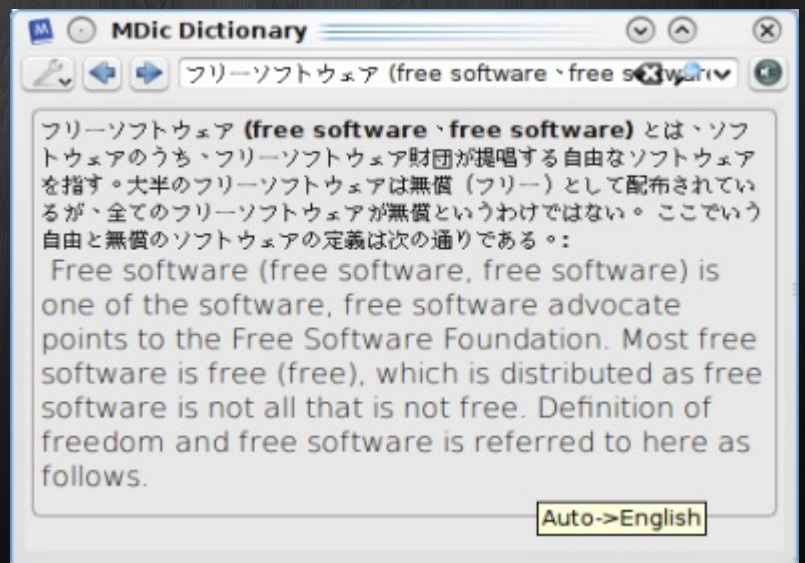 MDic Dictionary
フリーソフトウェア (free software、free software
フリーソフトウェア (free software、free software) とは、ソフ
トウェアのうち、フリーソフトウェア財団が提唱する自由なソフトウェア
を指す。大半のフリーソフトウェアは無償（フリー）として配布されてい
るが、全てのフリーソフトウェアが無償というわけではない。 ここでいう
自由と無償のソフトウェアの定義は次の通りである。:
Free software (free software, free software) is
one of the software, free software advocate
points to the Free Software Foundation. Most free
software is free (free), which is distributed as free
software is not all that is not free. Definition of
freedom and free software is referred to here as
follows.
Auto->English